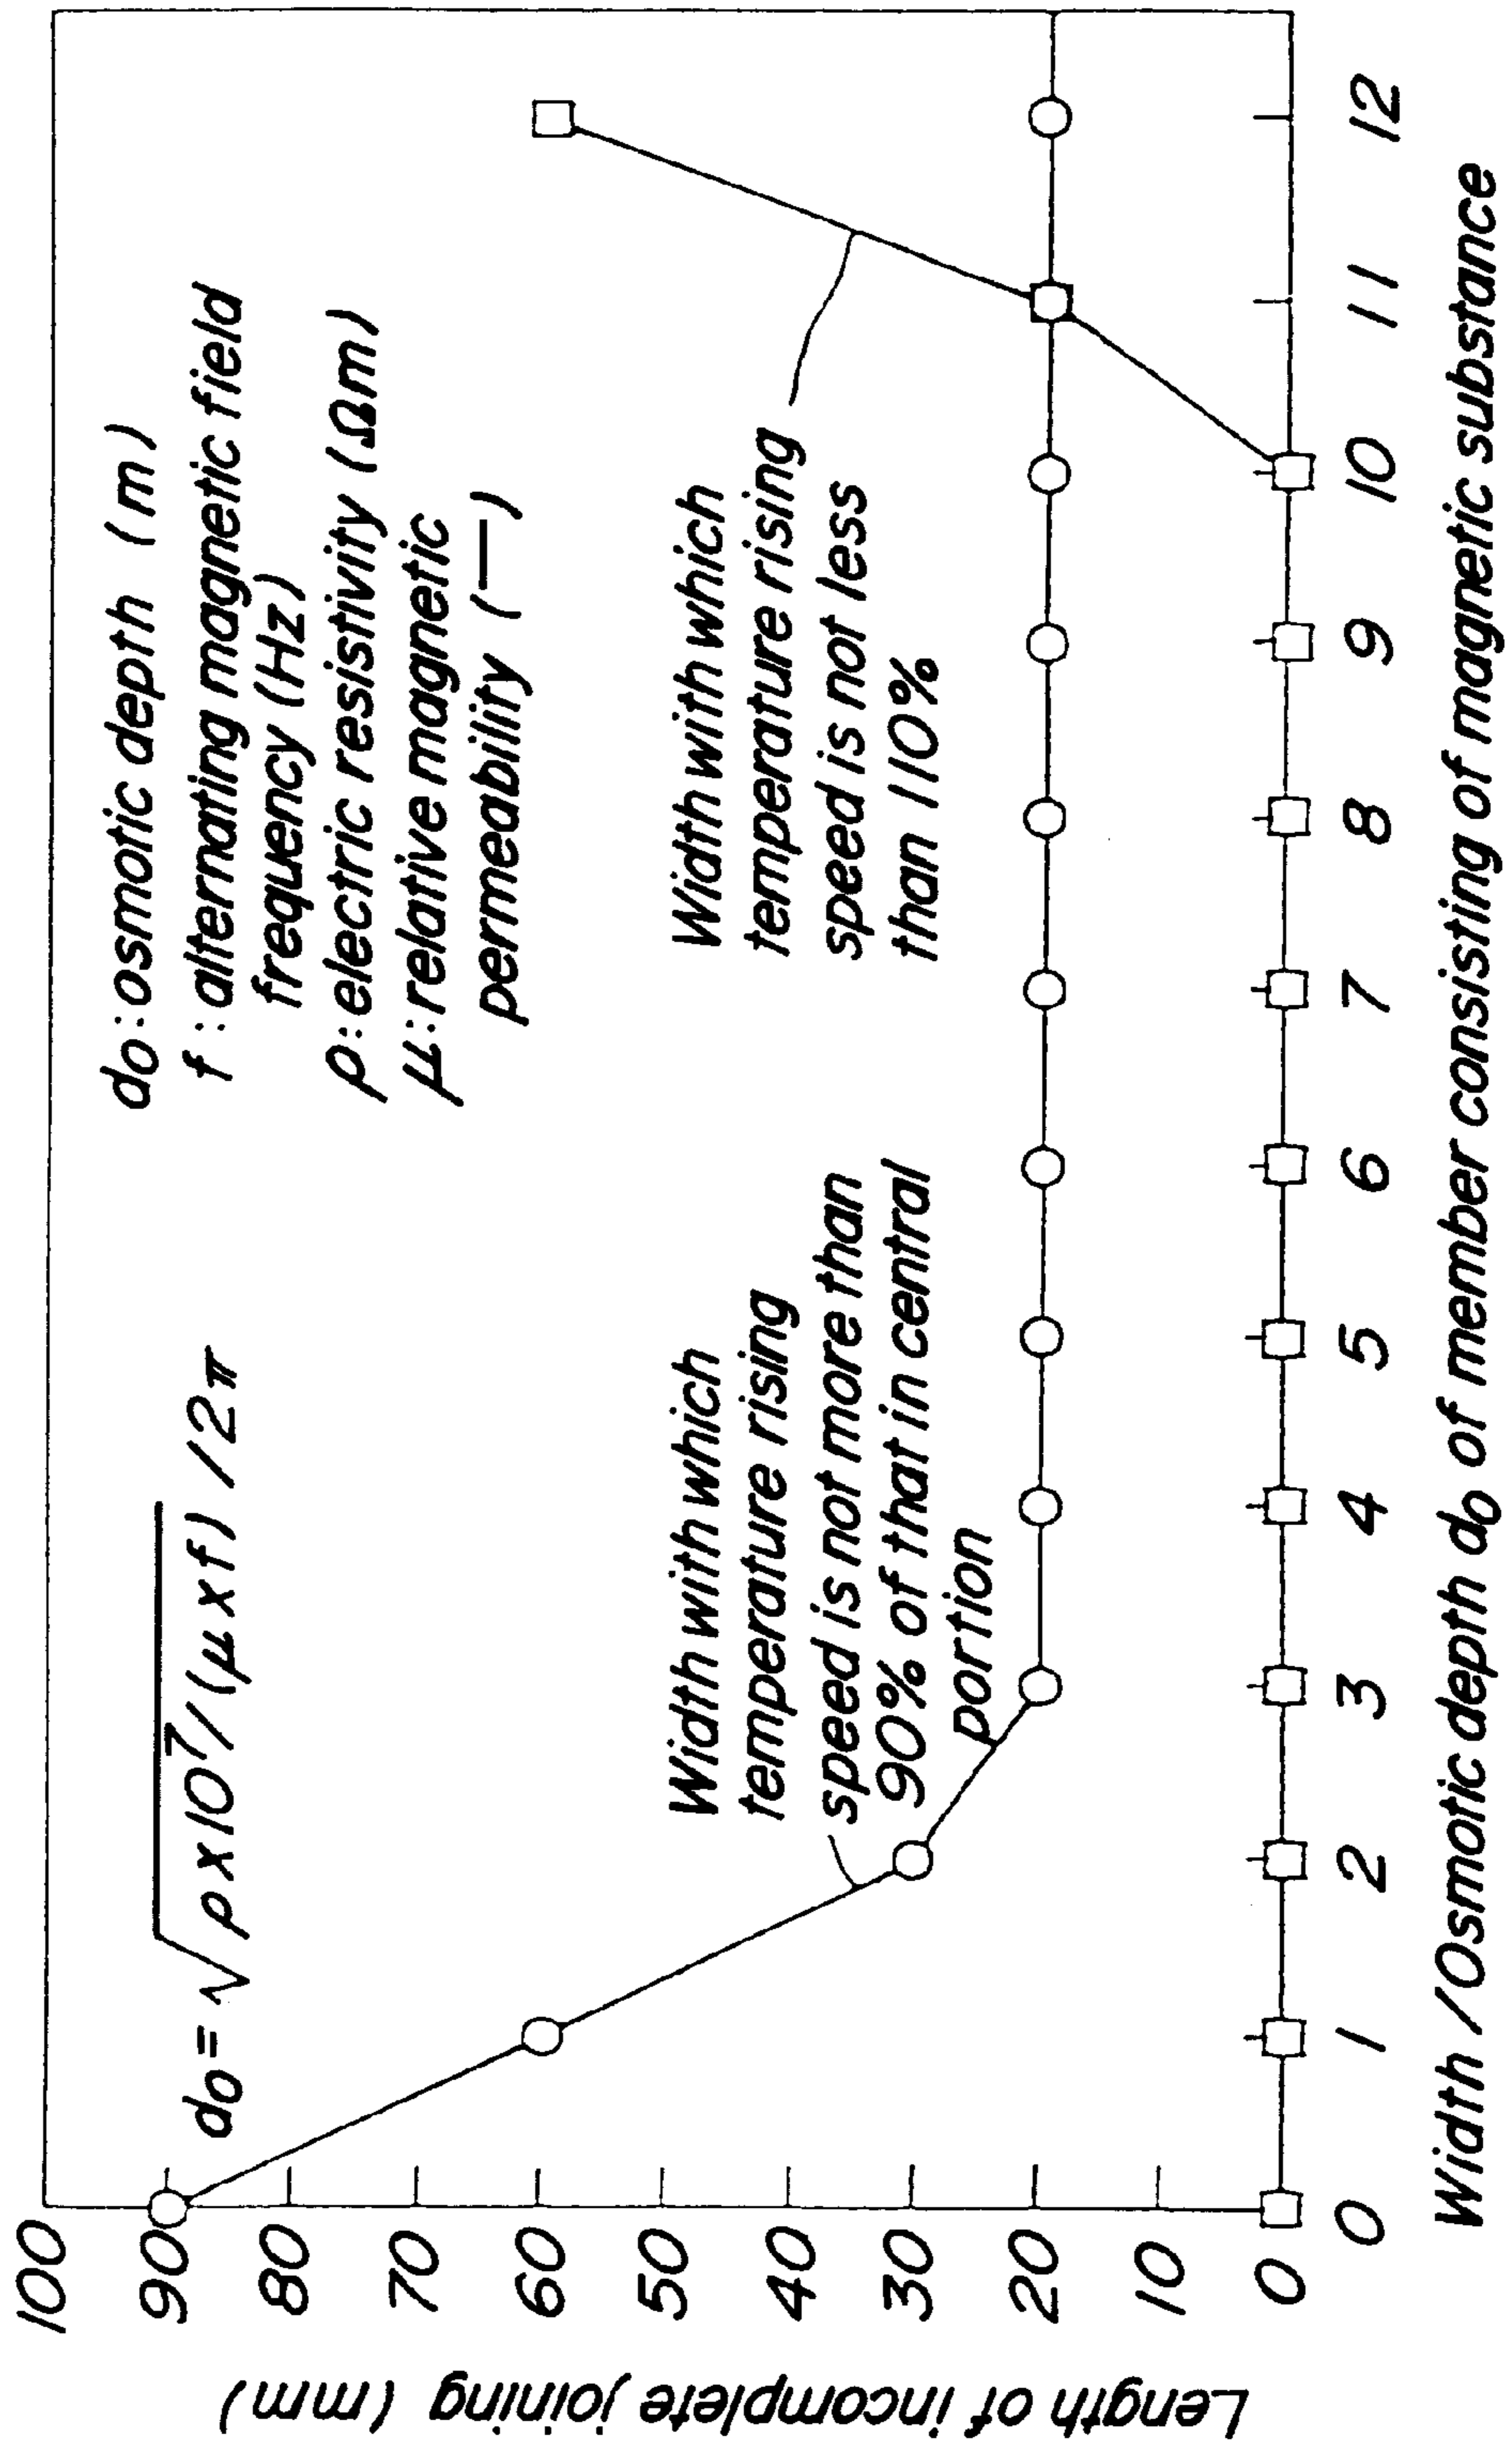 do=√ρx10⁷/(μxf) /2π
do:osmotic depth (m)
f :alternating magnetic field
frequency (Hz)
ρ:electric resistivity (Ωm)
μ:relative magnetic
permeability (—)
Width with which
temperature rising
speed is not more than
90% of that in central
portion
Width with which
temperature rising
speed is not less
than 110%
Length of incomplete joining (mm)
100
90
80
70
60
50
40
30
20
10
0
0 1 2 3 4 5 6 7 8 9 10 11 12
Width /Osmotic depth do of member consisting of magnetic substance